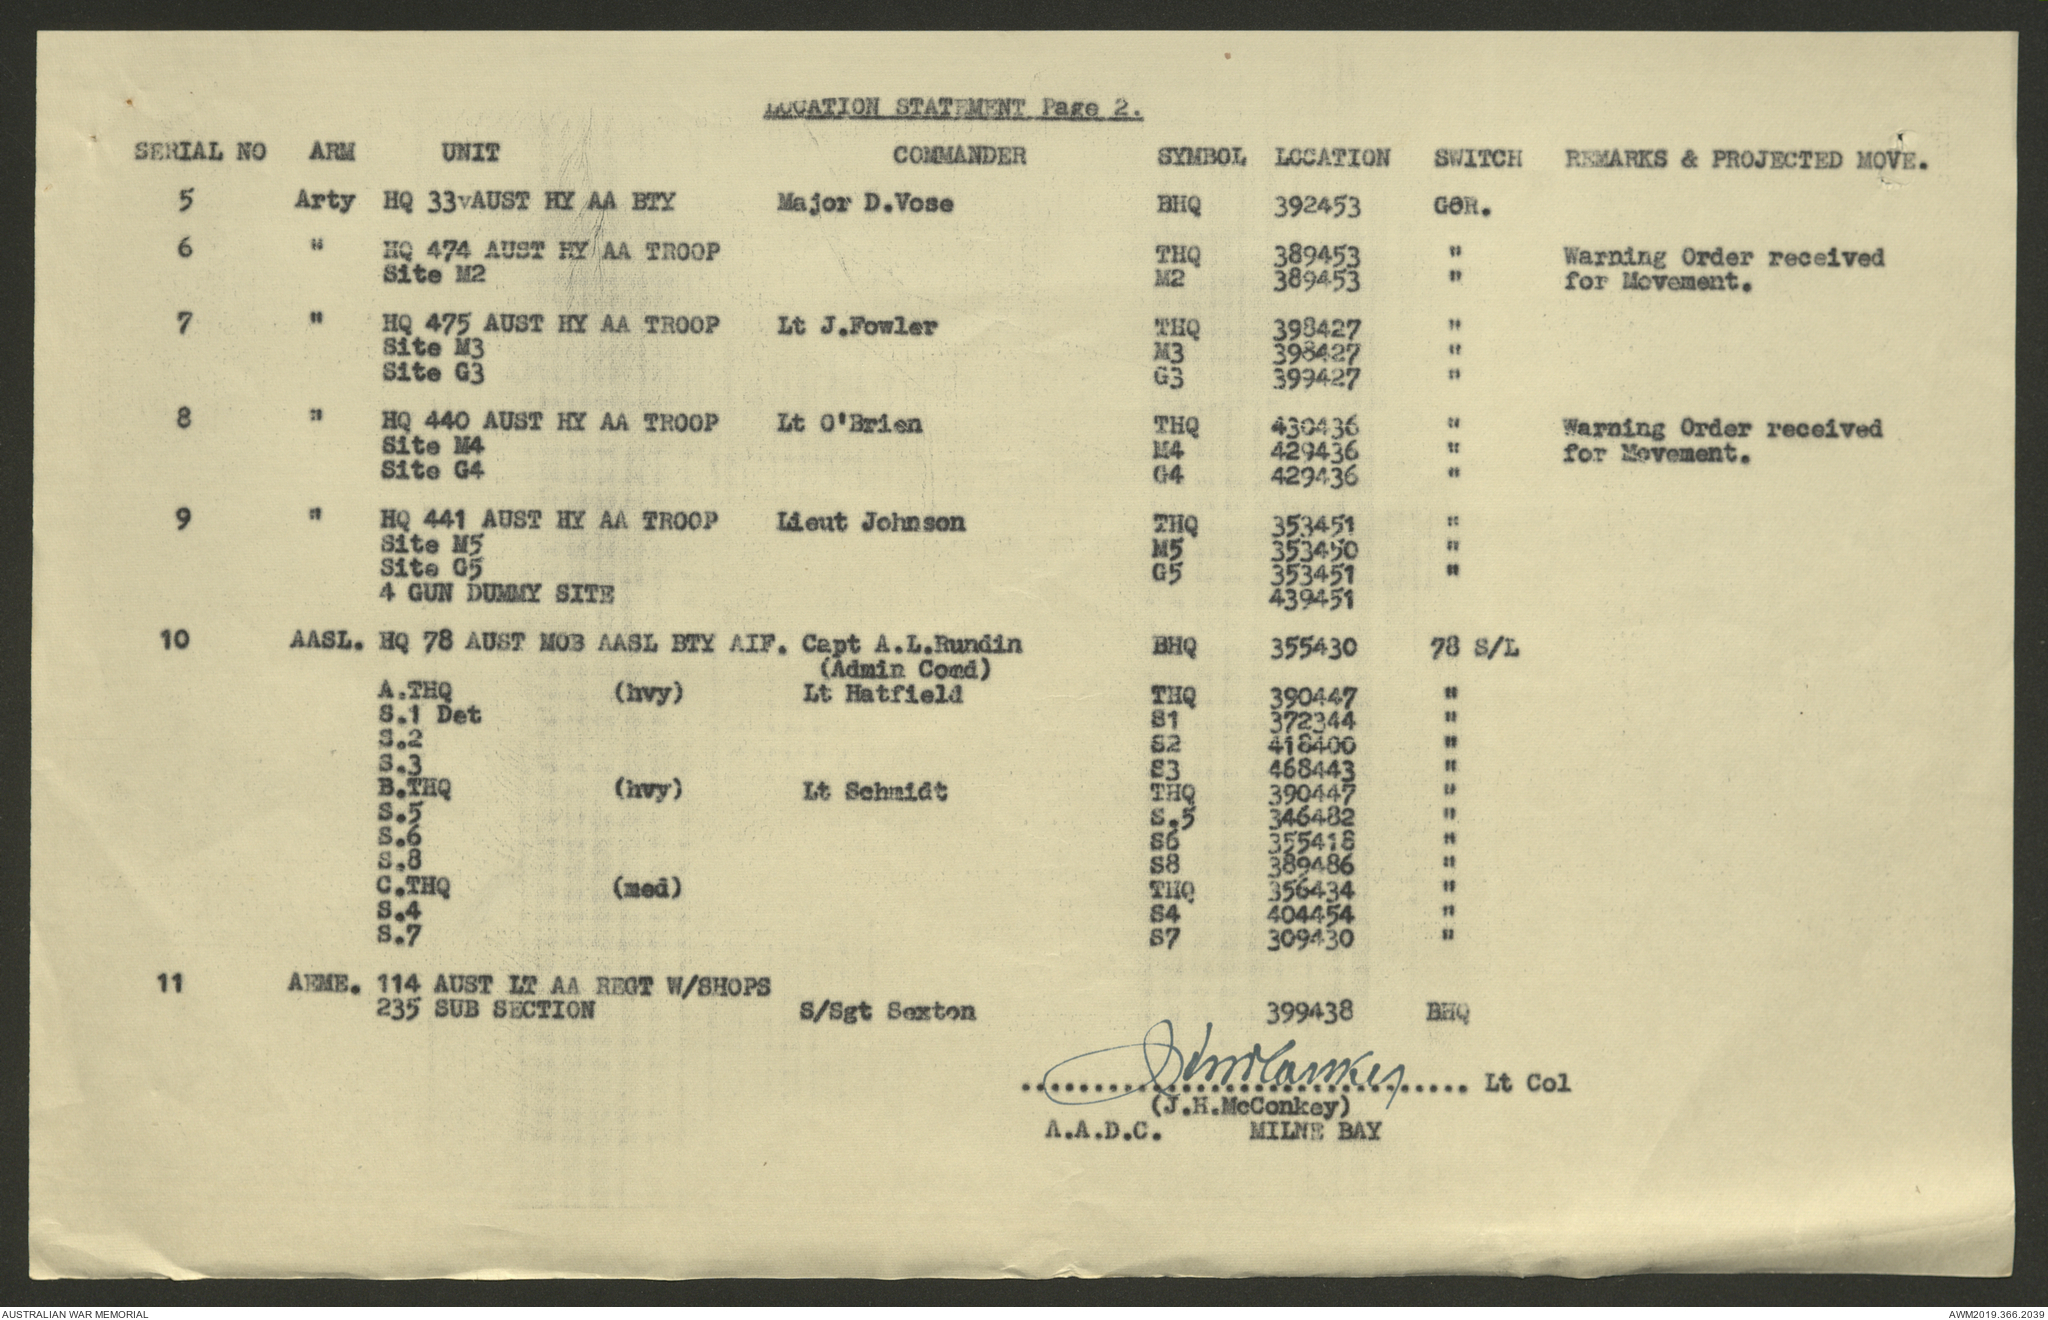 LOCATION STATEMENT Page 2.
SERIAL NO ARM UNIT COMMANDER SYMBOL LOCATION SWITCH REMARKS & PROJECTED MOVE.
5 Arty HQ 33vAUST HY AA BTY Major D.Vose BHQ 392453 GOR.
6 " HQ 474 AUST HY AA TROOP THQ 389453 " Warning Order received
Site M2 M2 389453 " for Movement.
7 " HQ 475 AUST HY AA TROOP Lt J.Fowler THQ 398427 "
Site M3 M3 398427 "
Site G3 G3 399427 "
8 " HQ 440 AUST HY AA TROOP Lt O'Brien THQ 430436 " Warning Order received
Site M4 M4 429436 " for Movement.
Site G4 G4 429436 "
9 " HQ 441 AUST HY AA TROOP Lieut Johnson THQ 353451 "
Site M5 M5 353450 "
Site G5 G5 353451 "
4 GUN DUMMY SITE 439451
10 AASL. HQ 78 AUST MOB AASL BTY AIF. Capt A.L.Rundin BHQ 355430 78 S/L
(Admin Comd)
A.THQ (hvy) Lt Hatfield THQ 390447 "
S.1 Det S1 372344 "
S.2 S2 418400 "
S.3 S3 468443 "
B.THQ (hvy) Lt Schmidt THQ 390447 "
S.5 S.5 346482 "
S.6 S6 355418 "
S.8 S8 389486 "
C.THQ (med) THQ 356434 "
S.4 S4 404454 "
S.7 S7 309430 "
11 AEME. 114 AUST LT AA REGT W/SHOPS
235 SUB SECTION S/Sgt Sexton 399438 BHQ
JHMcConkey Lt Col
(J.H.McConkey)
A.A.D.C. MILNE BAY
AUSTRALIAN WAR MEMORIAL AWM2019.366.2039